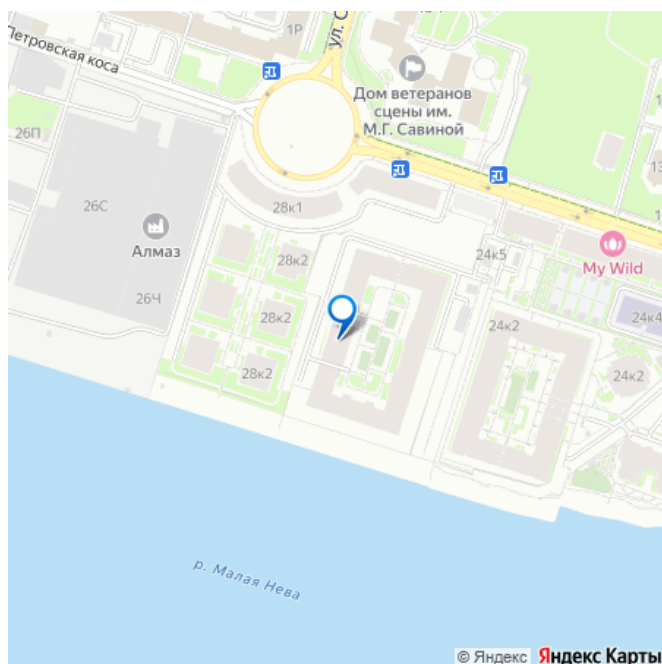 1Р
ул. С
Петровская коса
Дом ветеранов
сцены им.
М.Г. Савиной
26П
26С
28к1
Алмаз
24к5
My Wild
28к2
26Ч
28к2
24к2
24к4
28к2
24к2
р. Малая Нева
© Яндекс Яндекс Карты